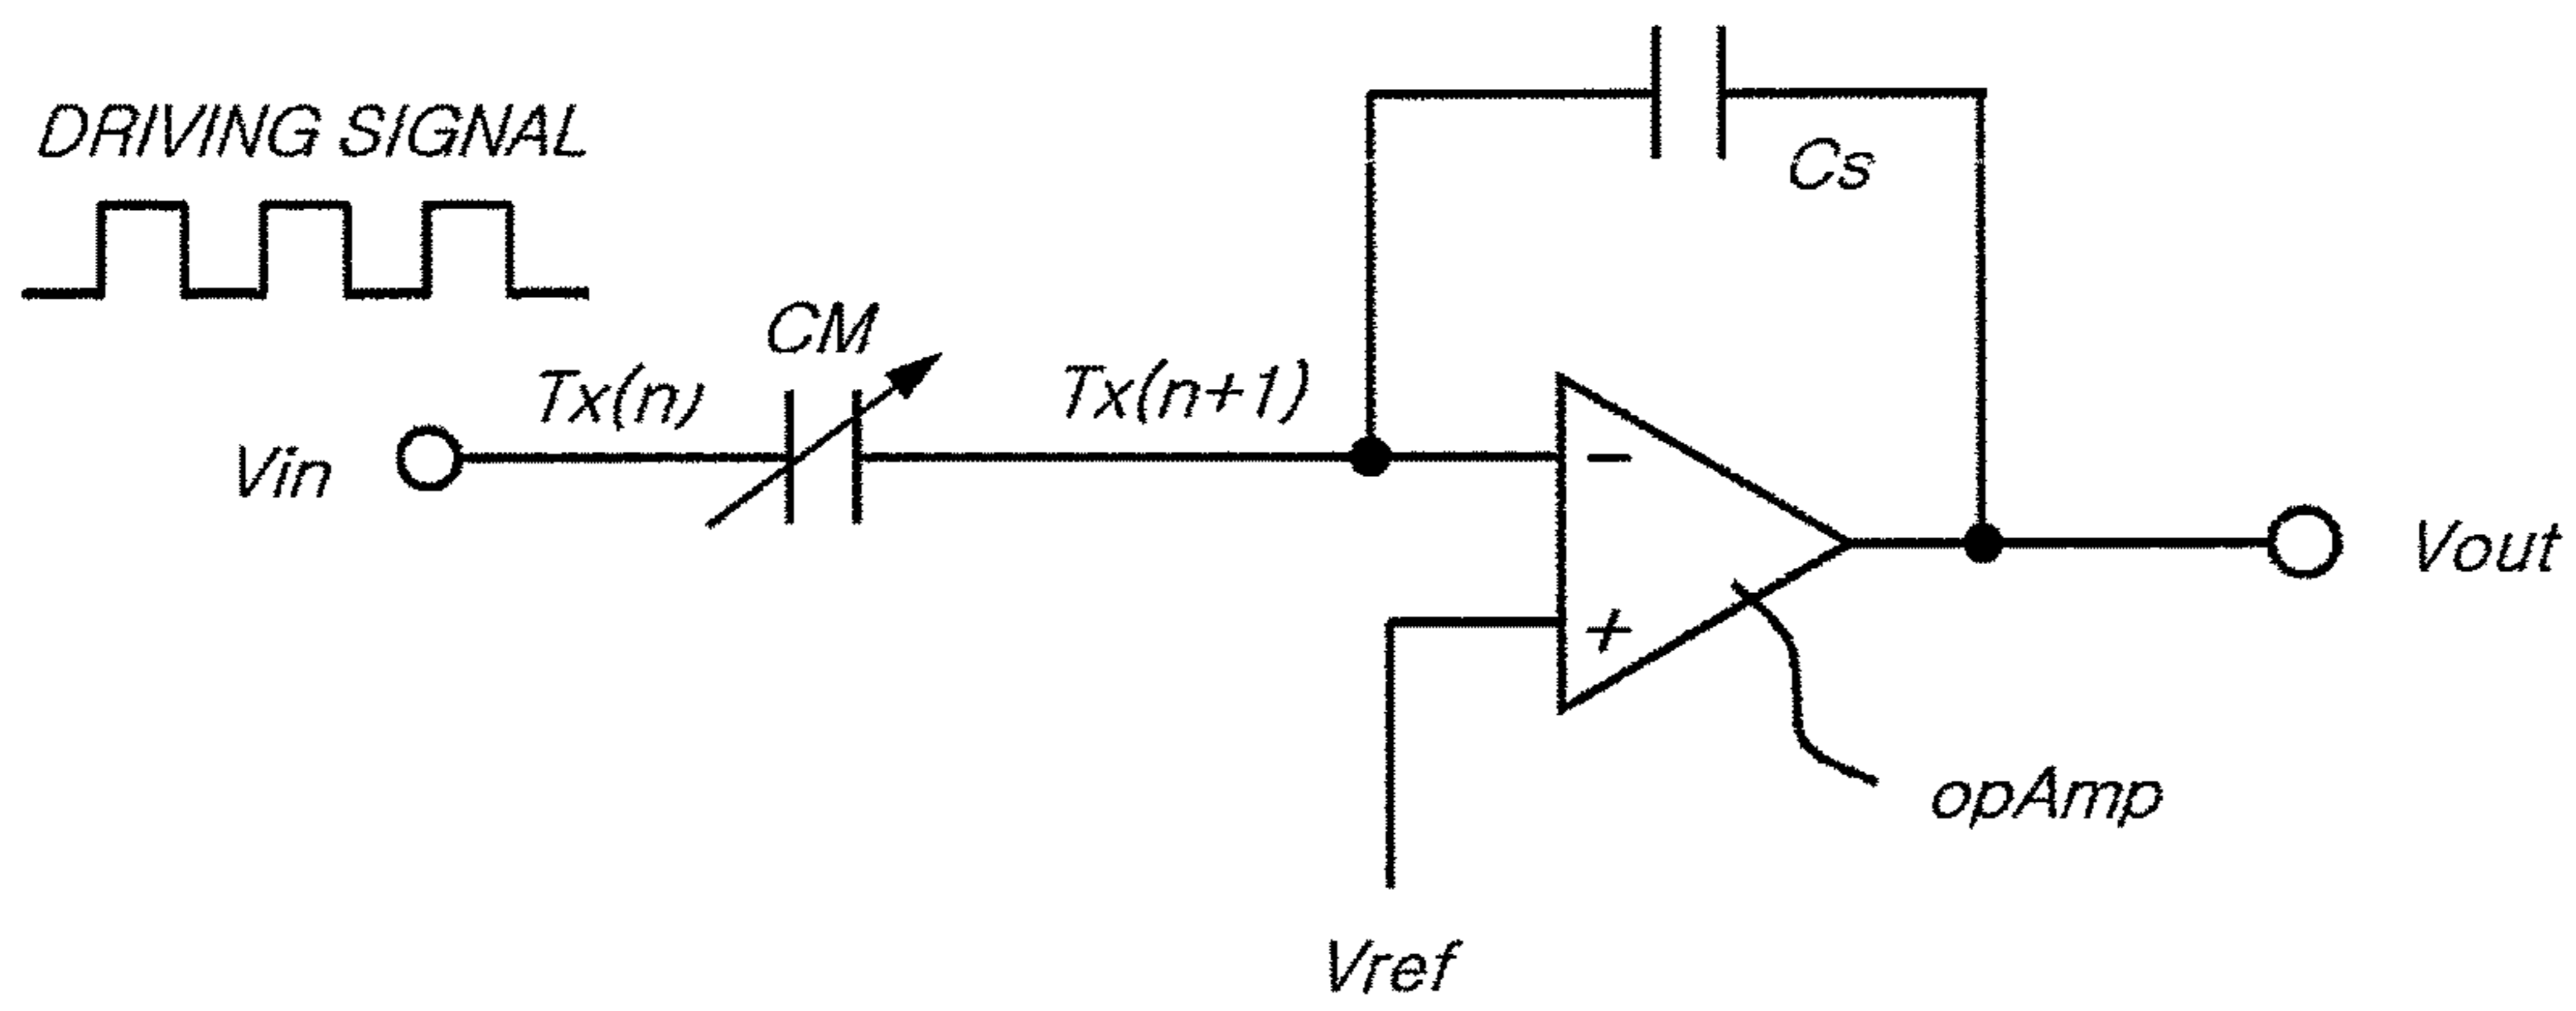 DRIVING SIGNAL
Cs
CM
Tx(n)
Tx(n+1)
Vin
−
Vout
+
opAmp
Vref